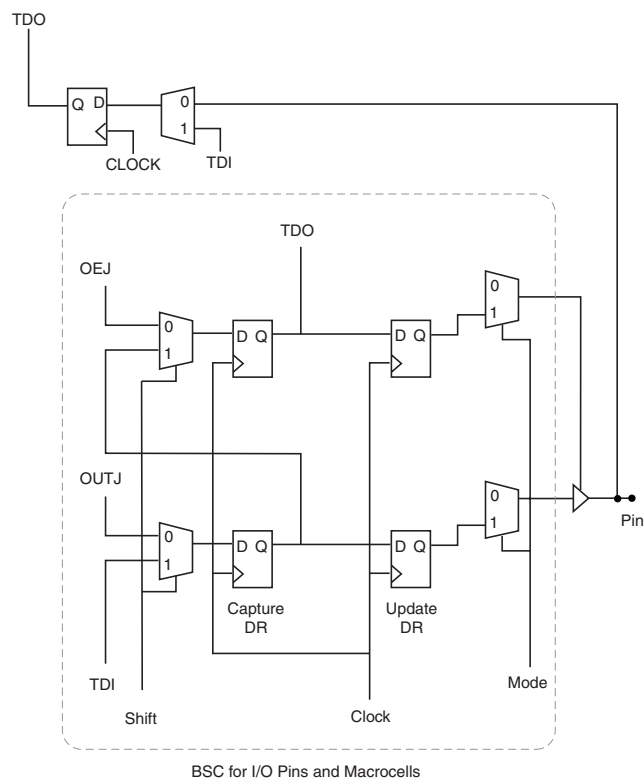 TDO
Q D
0
1
CLOCK
TDI
TDO
OEJ
0
1
D Q
D Q
0
1
OUTJ
0
1
D Q
D Q
0
1
Pin
Capture
DR
Update
DR
TDI
Shift
Clock
Mode
BSC for I/O Pins and Macrocells